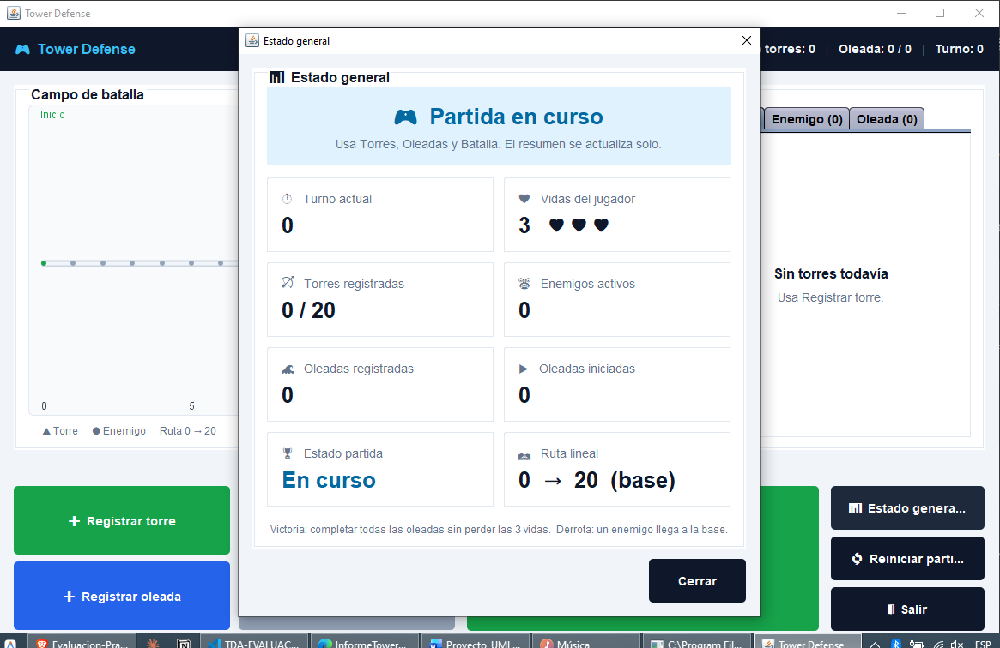 Tower Defense
Tower Defense
torres: 0 | Oleada: 0 / 0 | Turno: 0
Campo de batalla
Inicio
0 5
Torre Enemigo Ruta 0 → 20
Enemigo (0) Oleada (0)
Sin torres todavía
Usa Registrar torre.
Estado general
Estado general
Partida en curso
Usa Torres, Oleadas y Batalla. El resumen se actualiza solo.
Turno actual
0
Vidas del jugador
3
Torres registradas
0 / 20
Enemigos activos
0
Oleadas registradas
0
Oleadas iniciadas
0
Estado partida
En curso
Ruta lineal
0 → 20 (base)
Victoria: completar todas las oleadas sin perder las 3 vidas. Derrota: un enemigo llega a la base.
Cerrar
+ Registrar torre
+ Registrar oleada
Estado genera...
Reiniciar parti...
Salir
Evaluacion-Pra... TDA-EVALUAC... InformeTower... Proyecto_UML... Música C:\Program Fil... Tower Defense ESP